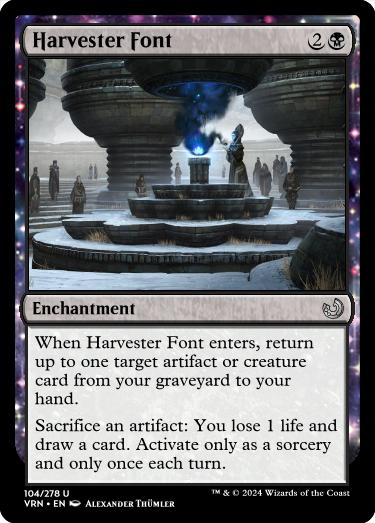 Harvester Font 2
Enchantment
When Harvester Font enters, return
up to one target artifact or creature
card from your graveyard to your
hand.
Sacrifice an artifact: You lose 1 life and
draw a card. Activate only as a sorcery
and only once each turn.
104/278 U
VRN • EN Alexander Thümler
™ & © 2024 Wizards of the Coast